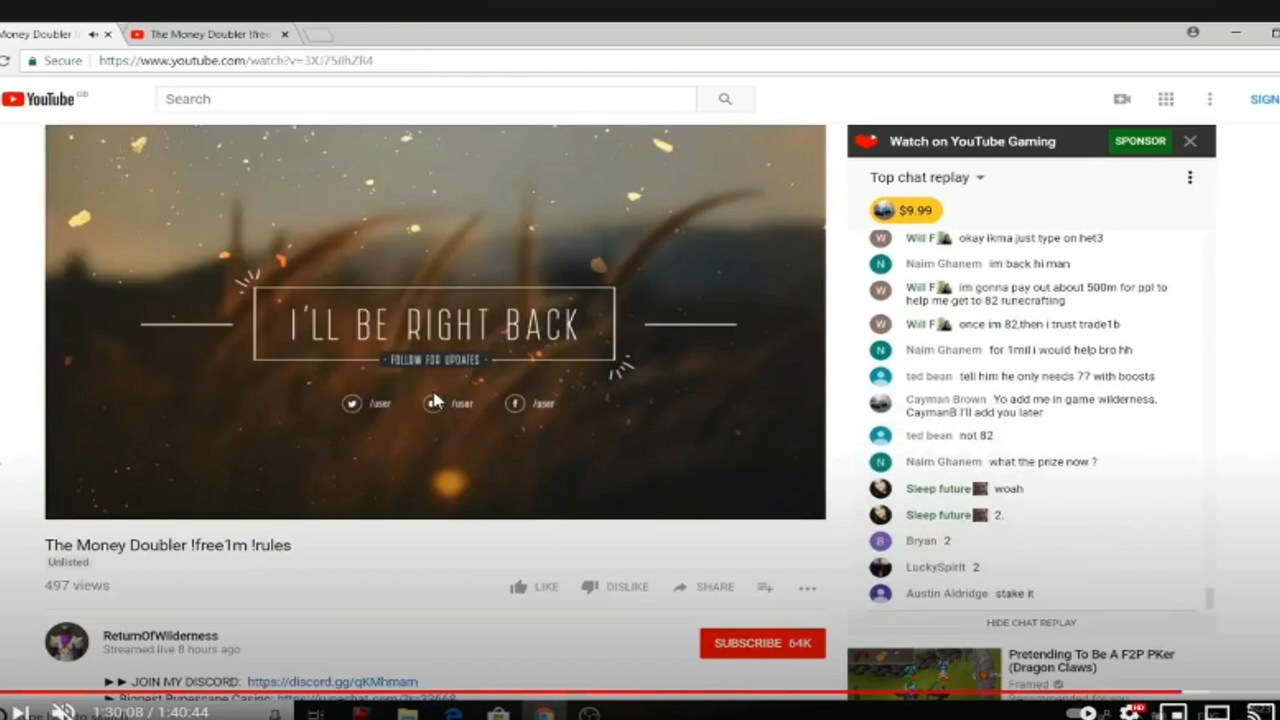 Money Doubler !
The Money Doubler !free
Secure
https://www.youtube.com/watch?v=3XJ75iIhZR4
YouTube GB
Search
SIGN
Watch on YouTube Gaming
SPONSOR
Top chat replay
$9.99
Will F okay ikma just type on het3
Naim Ghanem im back hi man
Will F im gonna pay out about 500m for ppl to
help me get to 82 runecrafting
Will F once im 82,then i trust trade1b
Naim Ghanem for 1mil i would help bro hh
ted bean tell him he only needs 77 with boosts
Cayman Brown Yo add me in game wilderness.
Cayman8 I'll add you later
ted bean not 82
Naim Ghanem what the prize now ?
Sleep future woah
Sleep future 2.
Bryan 2
LuckySpirit 2
Austin Aldridge stake it
HIDE CHAT REPLAY
I'LL BE RIGHT BACK
- FOLLOW FOR UPDATES -
/user
/user
/user
The Money Doubler !free1m !rules
Unlisted
497 views
LIKE
DISLIKE
SHARE
ReturnOfWilderness
Streamed live 8 hours ago
SUBSCRIBE 64K
►► JOIN MY DISCORD: https://discord.gg/qKMhmam
Pretending To Be A F2P PKer
(Dragon Claws)
Framed
1:30:08 / 1:40:44
HD